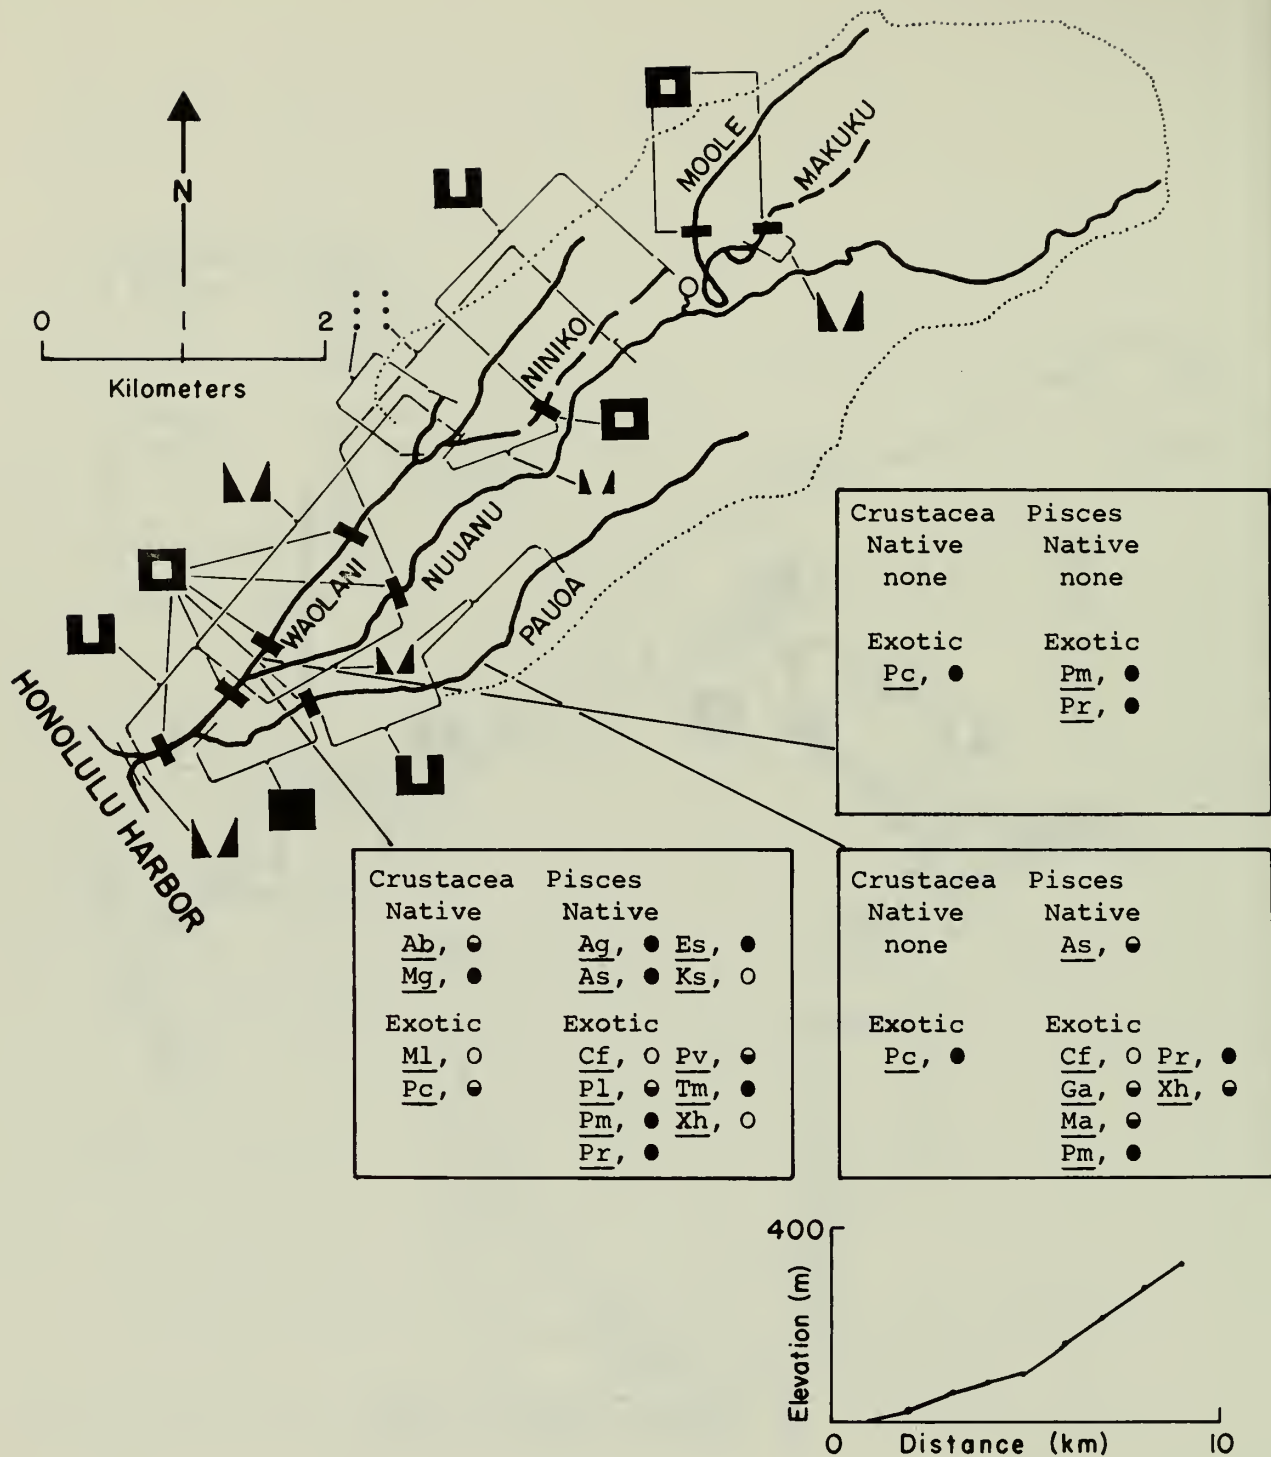 MOOLE
MAKUKU
N
0 1 2
Kilometers
NINIKO
WAOLANI
NUUANU
PAUOA
HONOLULU HARBOR
Crustacea Pisces
Native Native
none none
Exotic Exotic
Pc, ● Pm, ●
Pr, ●
Crustacea Pisces
Native Native
Ab, ◒ Ag, ● Es, ●
Mg, ● As, ● Ks, ○
Exotic Exotic
Ml, ○ Cf, ○ Pv, ◒
Pc, ◒ Pl, ◒ Tm, ●
Pm, ● Xh, ○
Pr, ●
Crustacea Pisces
Native Native
none As, ◒
Exotic Exotic
Pc, ● Cf, ○ Pr, ●
Ga, ◒ Xh, ◒
Ma, ◒
Pm, ●
400
Elevation (m)
0 Distance (km) 10